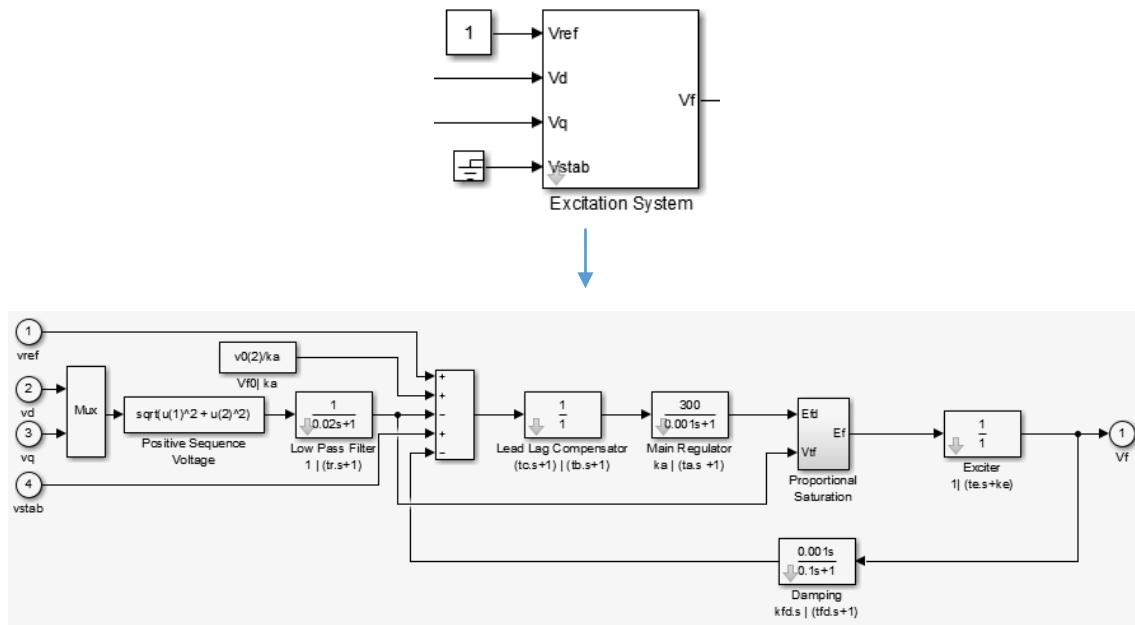 1
Vref
Vd
Vq
Vstab
Vf
Excitation System
1
vref
2
vd
3
vq
4
vstab
Mux
sqrt(u(1)^2 + u(2)^2)
Positive Sequence
Voltage
v0(2)/ka
Vf0| ka
1
0.02s+1
Low Pass Filter
1 | (tr.s+1)
+
+
−
+
−
1
1
Lead Lag Compensator
(tc.s+1) | (tb.s+1)
300
0.001s+1
Main Regulator
ka | (ta.s +1)
Efd
Vtf
Ef
Proportional
Saturation
1
1
Exciter
1| (te.s+ke)
1
Vf
0.001s
0.1s+1
Damping
kfd.s | (tfd.s+1)